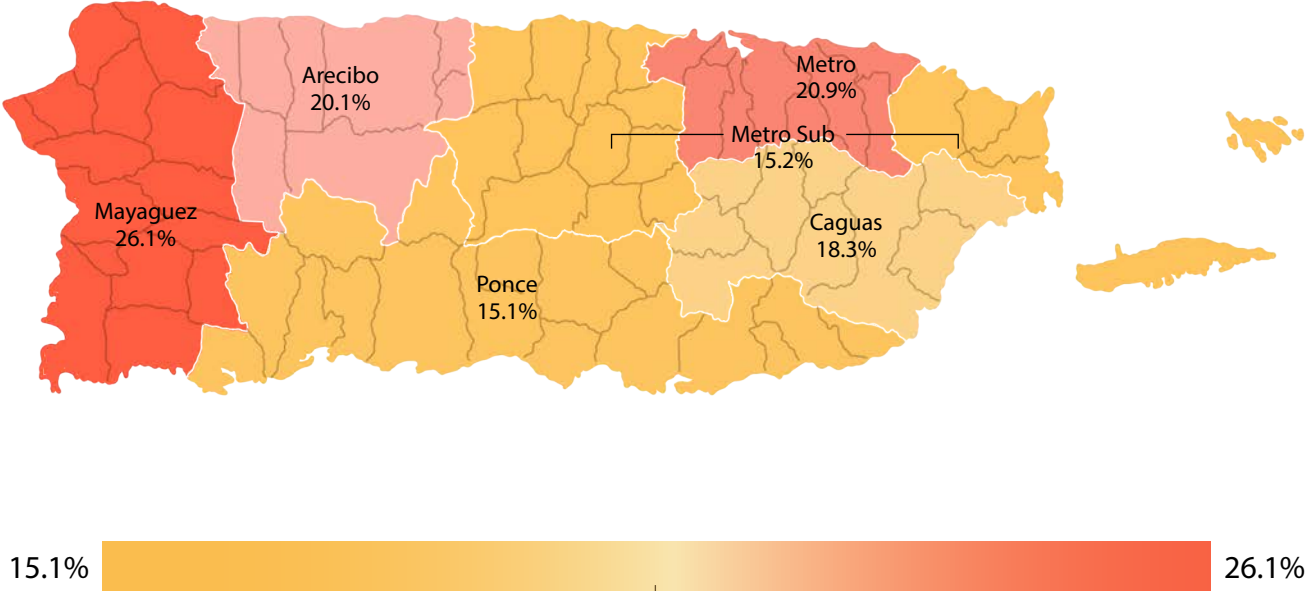 Arecibo
20.1%
Metro
20.9%
Metro Sub
15.2%
Mayaguez
26.1%
Caguas
18.3%
Ponce
15.1%
15.1%
26.1%